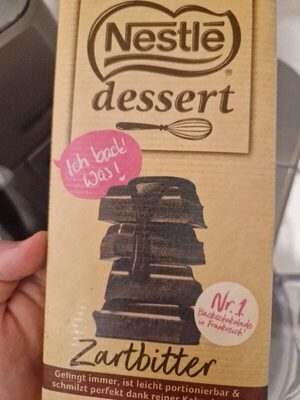 Nestlé
®
dessert
Ich back'
was!
Nr. 1
Backschokolade
in Frankreich!
Zartbitter
Gelingt immer, ist leicht portionierbar &
schmilzt perfekt dank reiner